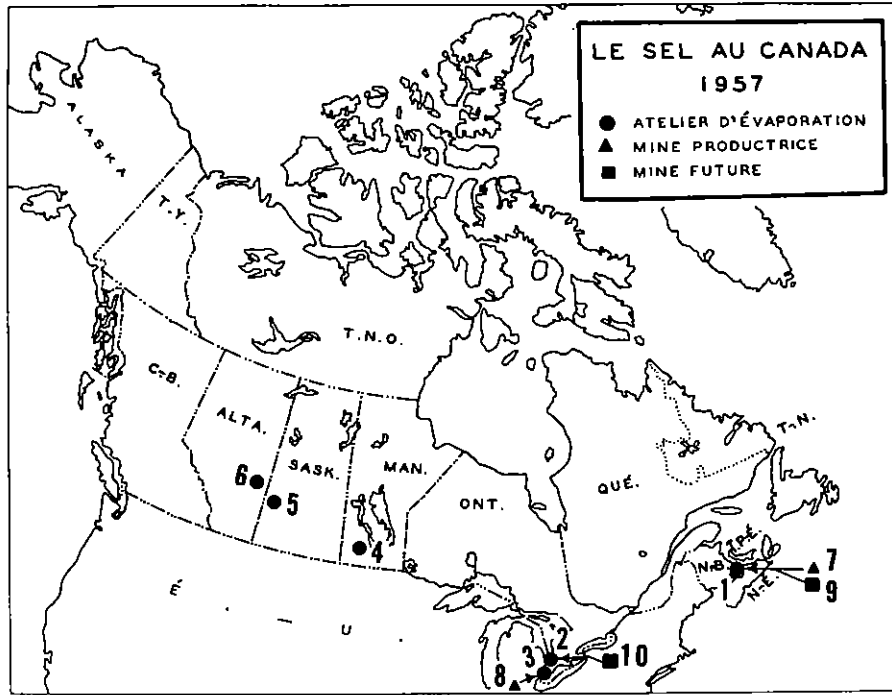 LE SEL AU CANADA
1957
● ATELIER D'ÉVAPORATION
▲ MINE PRODUCTRICE
■ MINE FUTURE
ALASKA
T.Y.
T.N.O.
C-B.
ALTA.
SASK.
MAN.
ONT.
QUÉ.
T-N.
Î.P.-É.
N-B.
N-É.
É.-U.
6
5
4
7
1
9
2
3
10
8